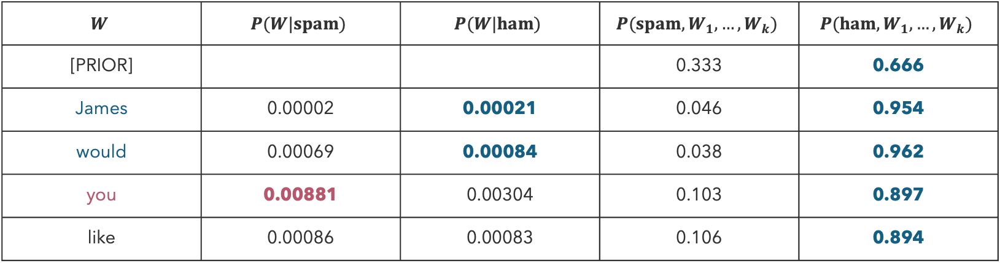 W P(W|spam) P(W|ham) P(spam, W₁, ..., Wₖ) P(ham, W₁, ..., Wₖ)
[PRIOR] 0.333 0.666
James 0.00002 0.00021 0.046 0.954
would 0.00069 0.00084 0.038 0.962
you 0.00881 0.00304 0.103 0.897
like 0.00086 0.00083 0.106 0.894